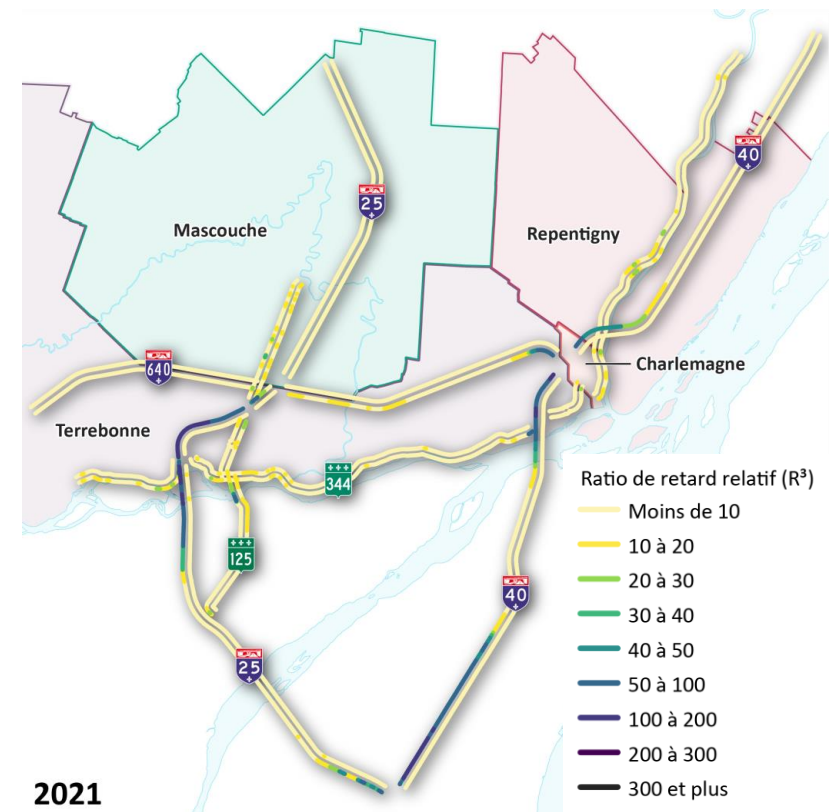 40
25
Mascouche
Repentigny
Charlemagne
640
Terrebonne
344
125
40
25
Ratio de retard relatif (R³)
Moins de 10
10 à 20
20 à 30
30 à 40
40 à 50
50 à 100
100 à 200
200 à 300
300 et plus
2021